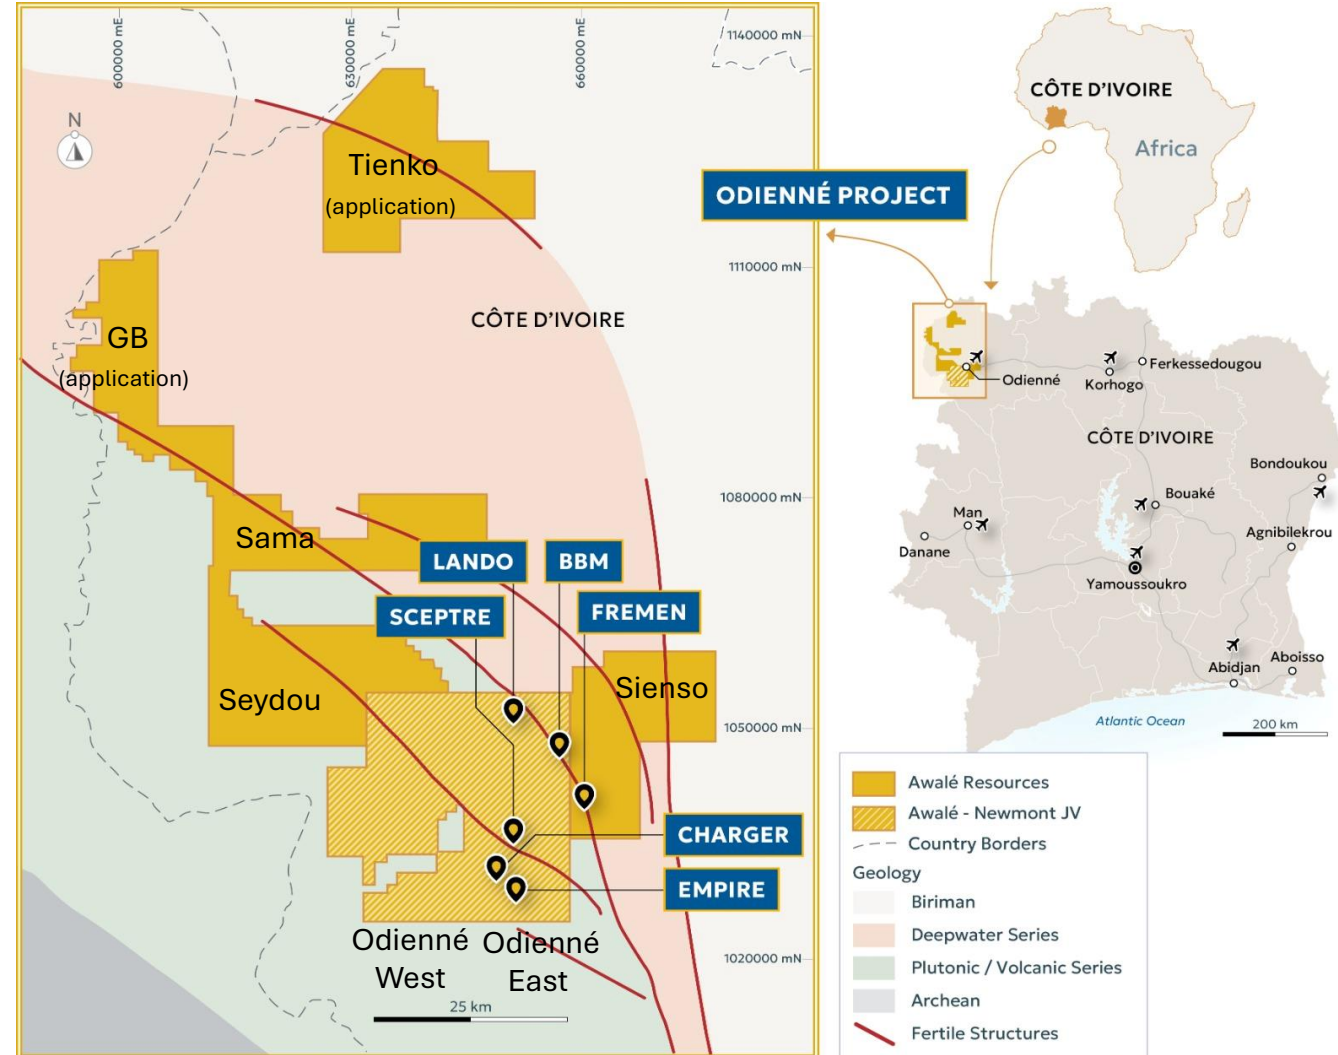 600000 mE
630000 mE
660000 mE
1140000 mN
N
Tienko
(application)
1110000 mN
CÔTE D'IVOIRE
GB
(application)
1080000 mN
Sama
LANDO
BBM
SCEPTRE
FREMEN
Seydou
Sienso
1050000 mN
CHARGER
EMPIRE
Odienné
West
Odienné
East
1020000 mN
25 km
CÔTE D'IVOIRE
Africa
ODIENNÉ PROJECT
Odienné
Korhogo
Ferkessedougou
CÔTE D'IVOIRE
Bondoukou
Bouaké
Man
Danane
Agnibilekrou
Yamoussoukro
Abidjan
Aboisso
Atlantic Ocean
200 km
Awalé Resources
Awalé - Newmont JV
Country Borders
Geology
Biriman
Deepwater Series
Plutonic / Volcanic Series
Archean
Fertile Structures